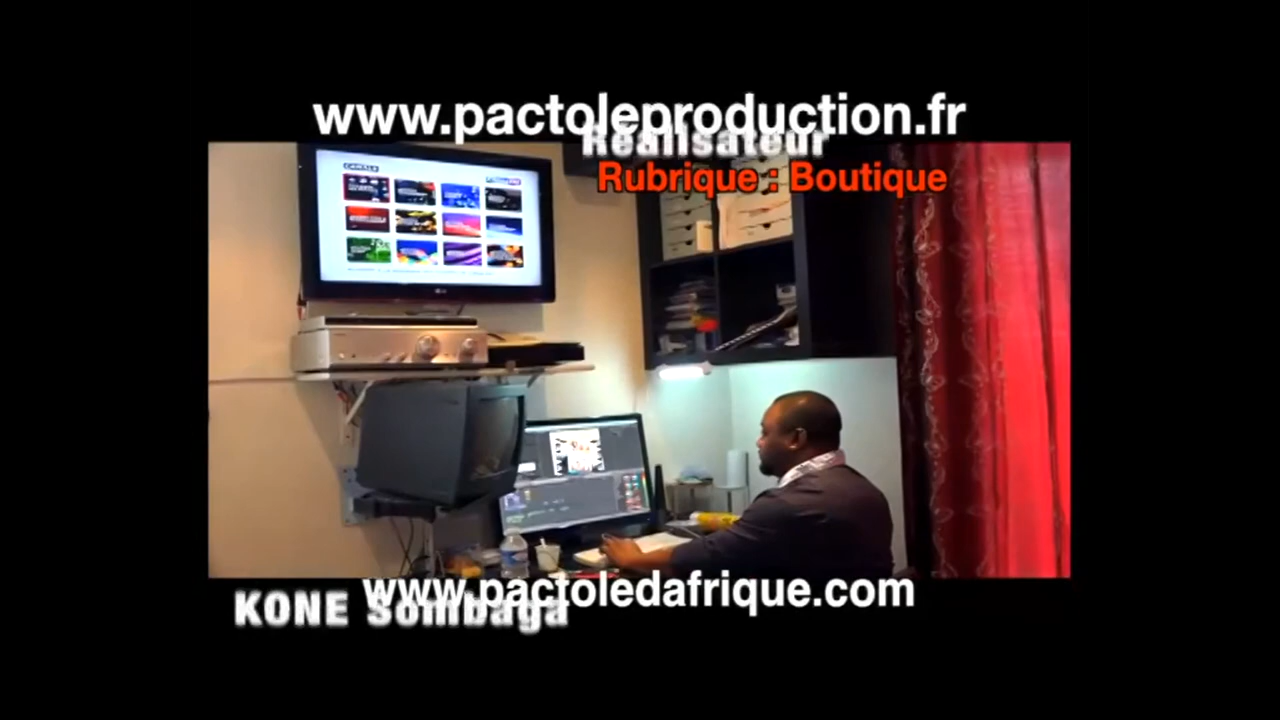 www.pactoleproduction.fr
Réalisateur
Rubrique : Boutique
www.pactoledafrique.com
KONE Sombaga